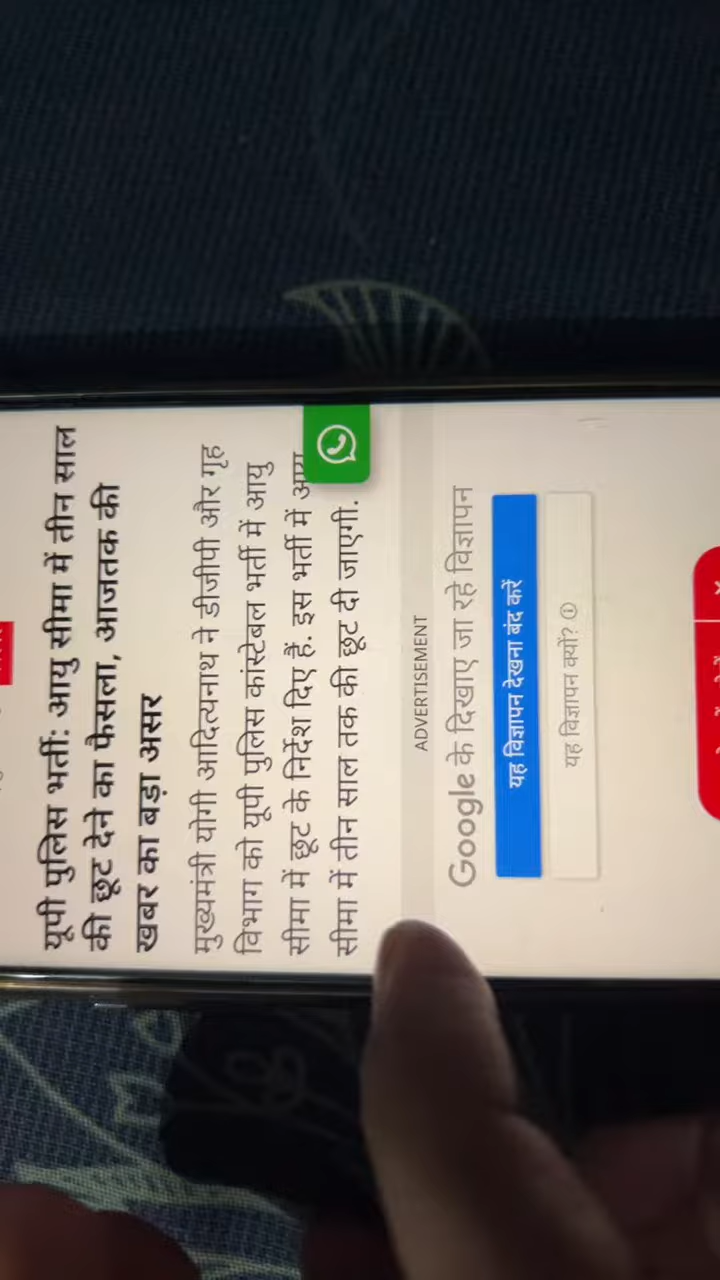 यूपी पुलिस भर्ती: आयु सीमा में तीन साल
की छूट देने का फैसला, आजतक की
खबर का बड़ा असर
मुख्यमंत्री योगी आदित्यनाथ ने डीजीपी और गृह
विभाग को यूपी पुलिस कांस्टेबल भर्ती में आयु
सीमा में छूट के निर्देश दिए हैं. इस भर्ती में आयु
सीमा में तीन साल तक की छूट दी जाएगी.
ADVERTISEMENT
Google के दिखाए जा रहे विज्ञापन
यह विज्ञापन देखना बंद करें
यह विज्ञापन क्यों?